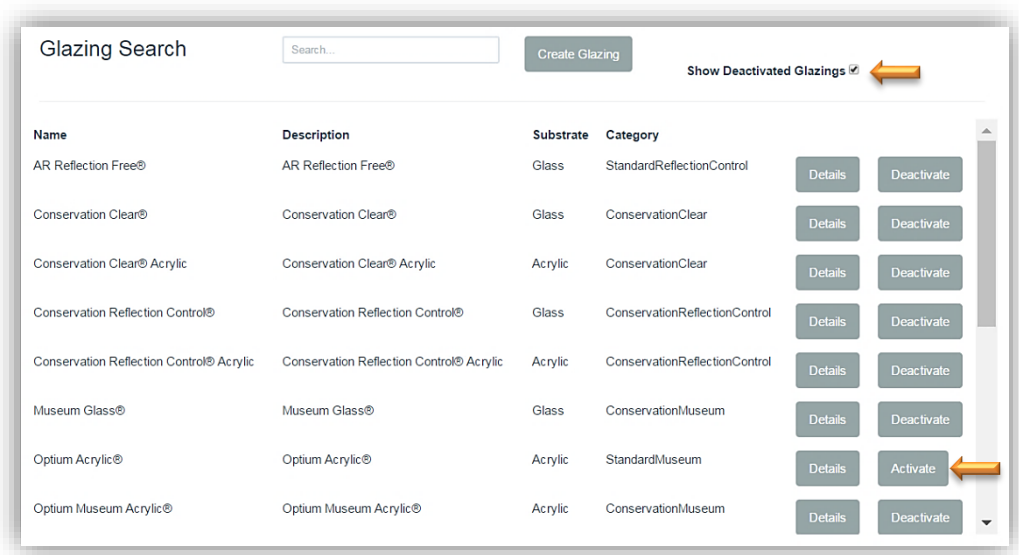 Glazing Search Search... Create Glazing Show Deactivated Glazings
Name Description Substrate Category
AR Reflection Free® AR Reflection Free® Glass StandardReflectionControl Details Deactivate
Conservation Clear® Conservation Clear® Glass ConservationClear Details Deactivate
Conservation Clear® Acrylic Conservation Clear® Acrylic Acrylic ConservationClear Details Deactivate
Conservation Reflection Control® Conservation Reflection Control® Glass ConservationReflectionControl Details Deactivate
Conservation Reflection Control® Acrylic Conservation Reflection Control® Acrylic Acrylic ConservationReflectionControl Details Deactivate
Museum Glass® Museum Glass® Glass ConservationMuseum Details Deactivate
Optium Acrylic® Optium Acrylic® Acrylic StandardMuseum Details Activate
Optium Museum Acrylic® Optium Museum Acrylic® Acrylic ConservationMuseum Details Deactivate